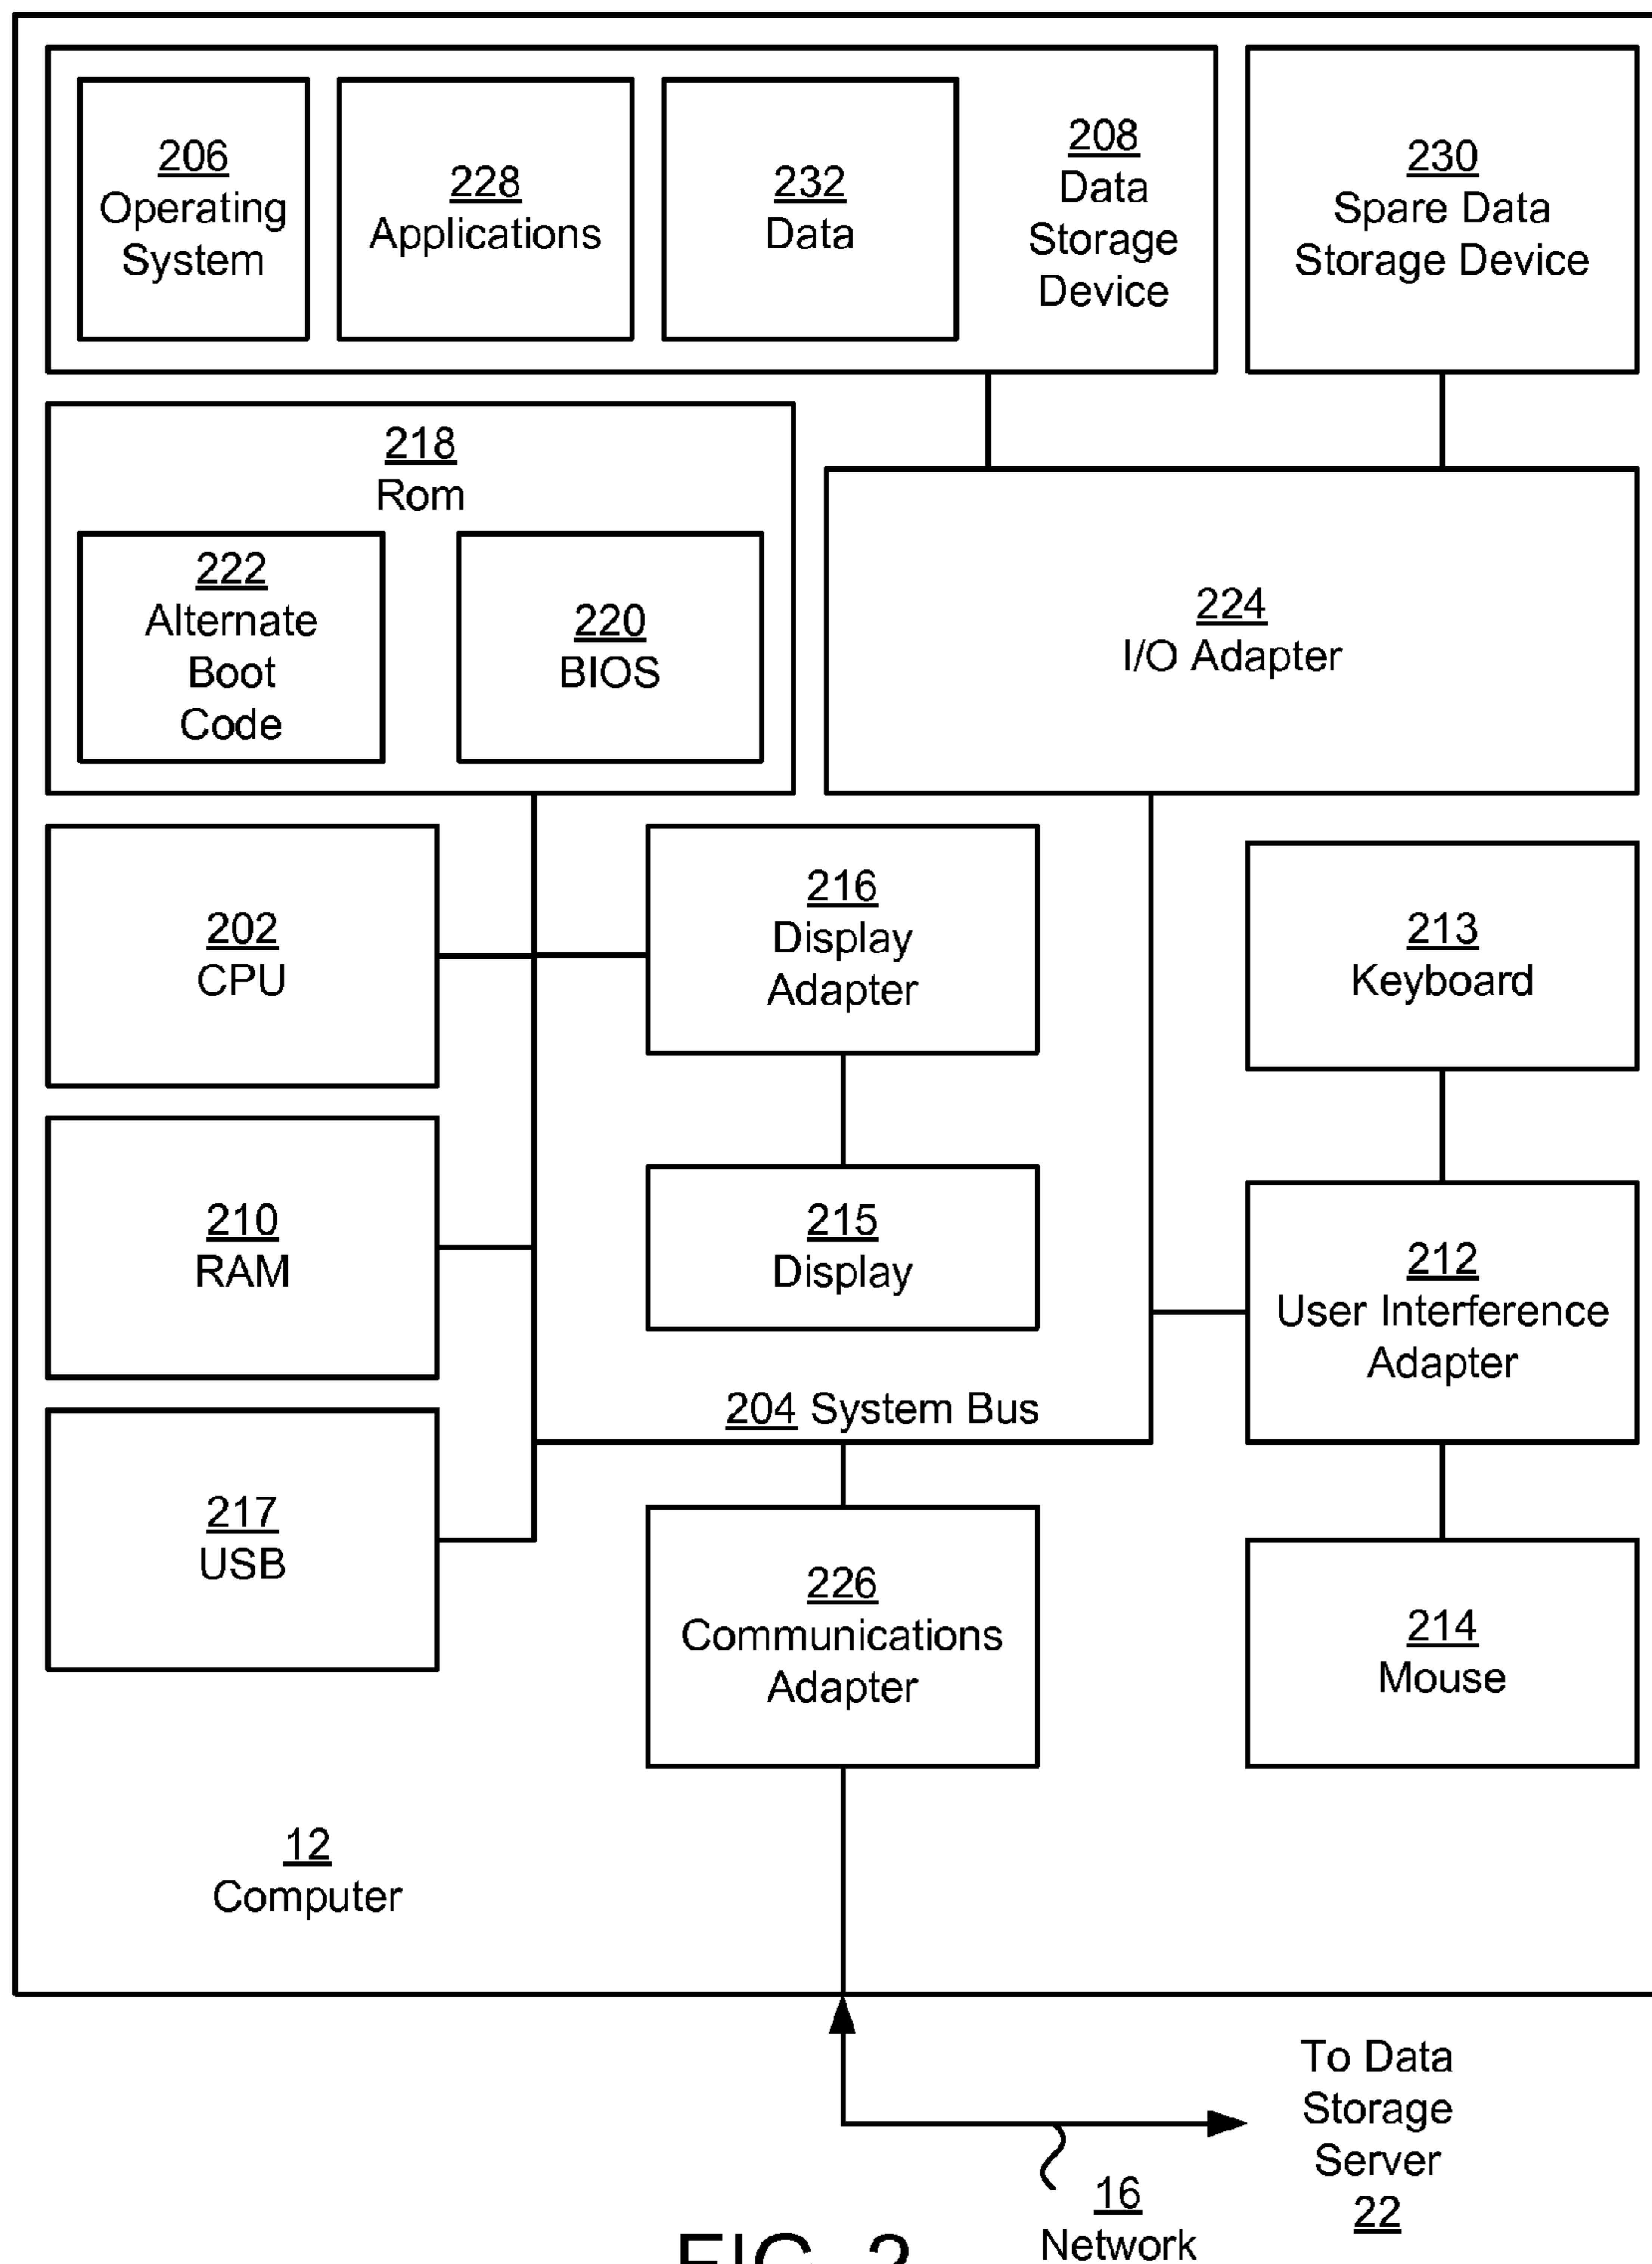 206
Operating
System
228
Applications
232
Data
208
Data
Storage
Device
230
Spare Data
Storage Device
218
Rom
222
Alternate
Boot
Code
220
BIOS
224
I/O Adapter
202
CPU
216
Display
Adapter
213
Keyboard
210
RAM
215
Display
212
User Interference
Adapter
204 System Bus
217
USB
226
Communications
Adapter
214
Mouse
12
Computer
To Data
Storage
Server
22
16
Network
FIG. 2